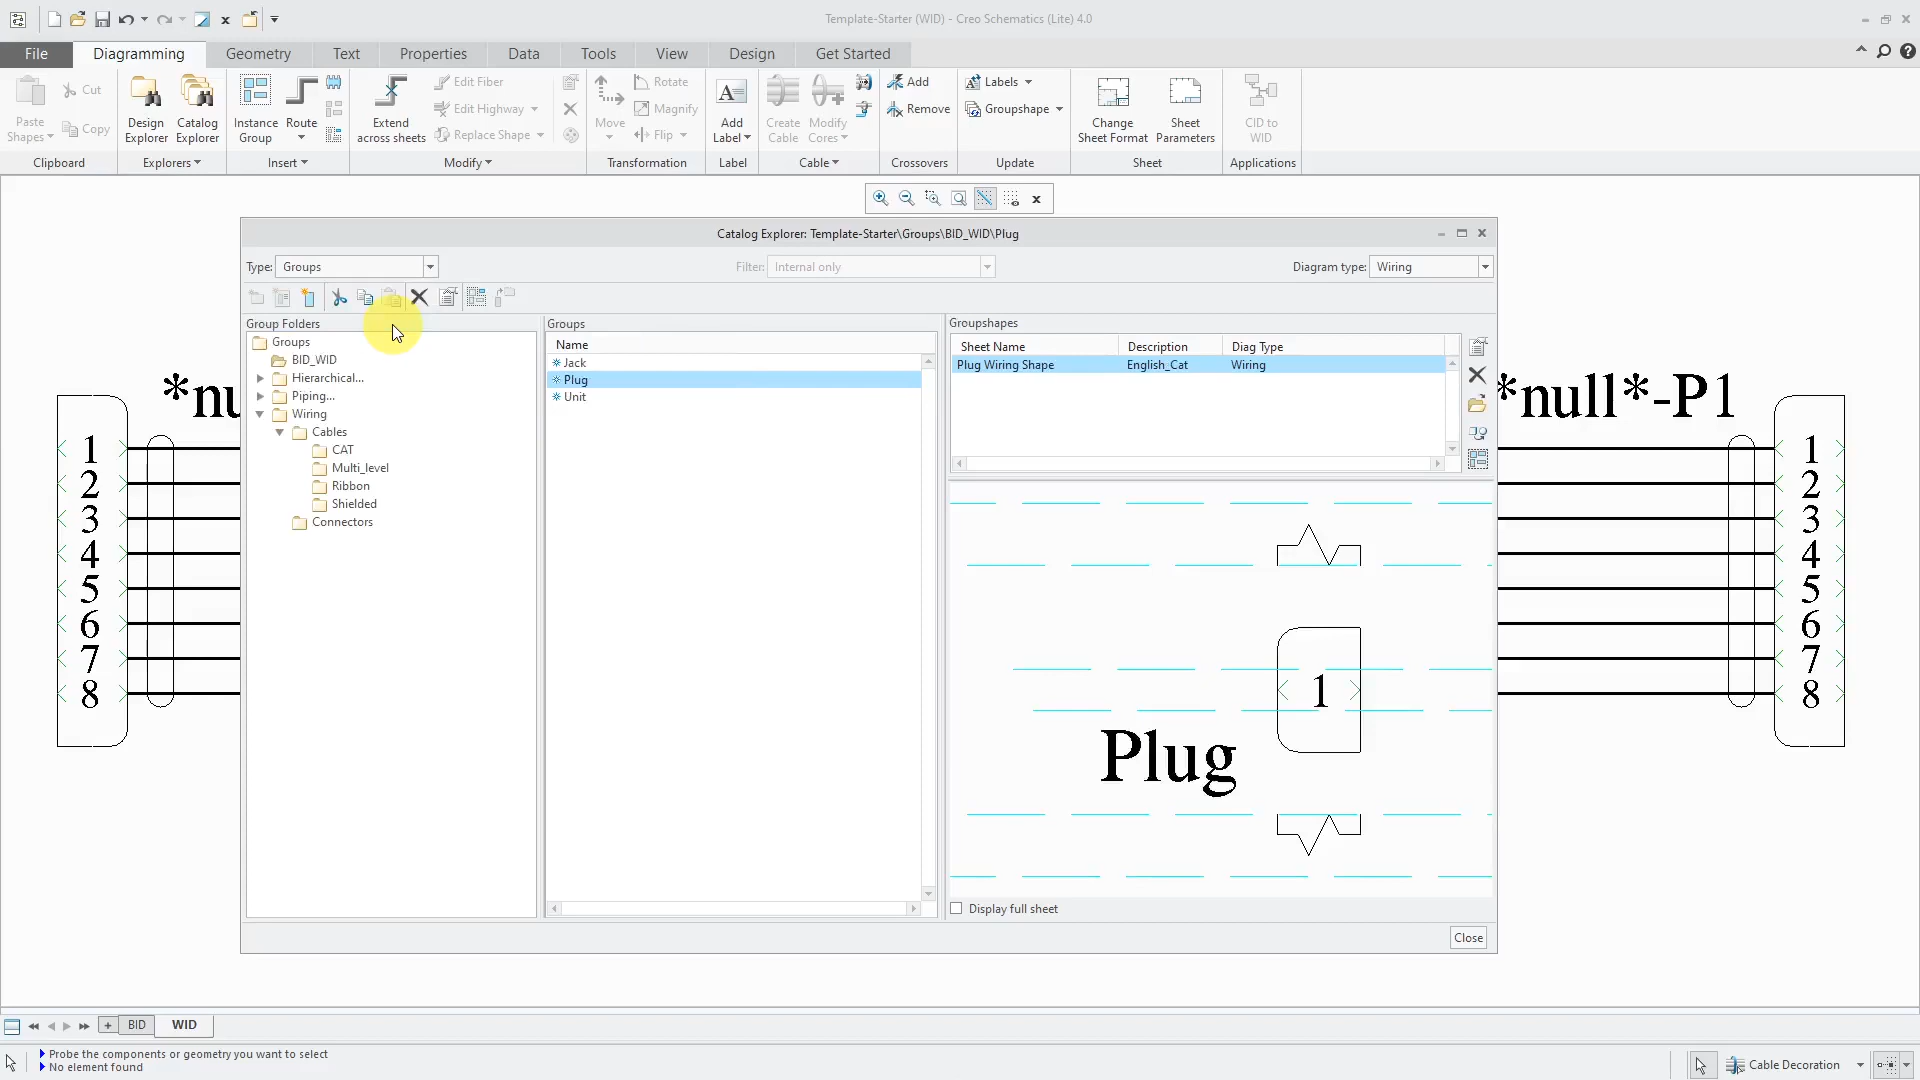 Template-Starter (WID) - Creo Schematics (Lite) 4.0
File Diagramming Geometry Text Properties Data Tools View Design Get Started
Paste Shapes
Cut
Copy
Clipboard
Design Explorer
Catalog Explorer
Explorers
Instance Group
Route
Insert
Extend across sheets
Edit Fiber
Edit Highway
Replace Shape
Modify
Move
Rotate
Magnify
Flip
Transformation
Add Label
Label
Create Cable
Modify Cores
Cable
Add
Remove
Crossovers
Labels
Groupshape
Update
Change Sheet Format
Sheet Parameters
Sheet
CID to WID
Applications
Catalog Explorer: Template-Starter\Groups\BID_WID\Plug
Type: Groups
Filter: Internal only
Diagram type: Wiring
Group Folders
Groups
BID_WID
Hierarchical...
Piping...
Wiring
Cables
CAT
Multi_level
Ribbon
Shielded
Connectors
Groups
Name
Jack
Plug
Unit
Groupshapes
Sheet Name Description Diag Type
Plug Wiring Shape English_Cat Wiring
1
Plug
Display full sheet
Close
*nu
1
2
3
4
5
6
7
8
*null*-P1
1
2
3
4
5
6
7
8
BID WID
Probe the components or geometry you want to select
No element found
Cable Decoration